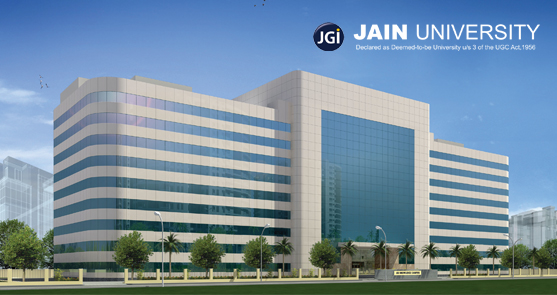 JGi JAIN UNIVERSITY
Declared as Deemed-to-be University u/s 3 of the UGC Act,1956